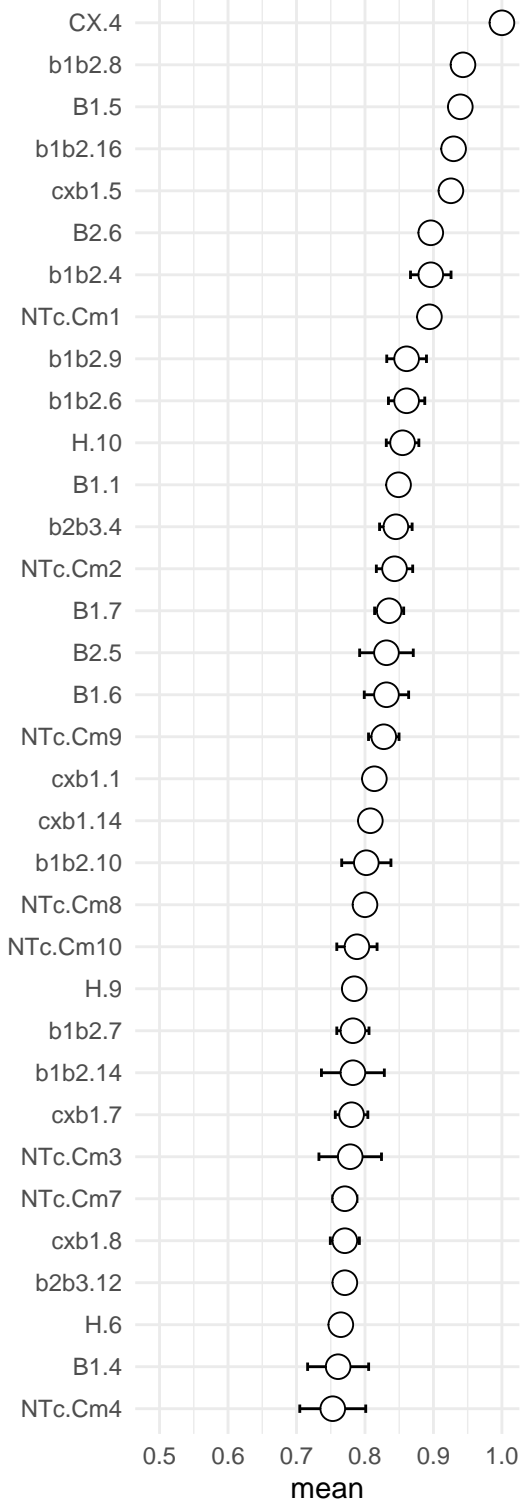 CX.4
b1b2.8
B1.5
b1b2.16
cxb1.5
B2.6
b1b2.4
NTc.Cm1
b1b2.9
b1b2.6
H.10
B1.1
b2b3.4
NTc.Cm2
B1.7
B2.5
B1.6
NTc.Cm9
cxb1.1
cxb1.14
b1b2.10
NTc.Cm8
NTc.Cm10
H.9
b1b2.7
b1b2.14
cxb1.7
NTc.Cm3
NTc.Cm7
cxb1.8
b2b3.12
H.6
B1.4
NTc.Cm4
0.5 0.6 0.7 0.8 0.9 1.0
mean